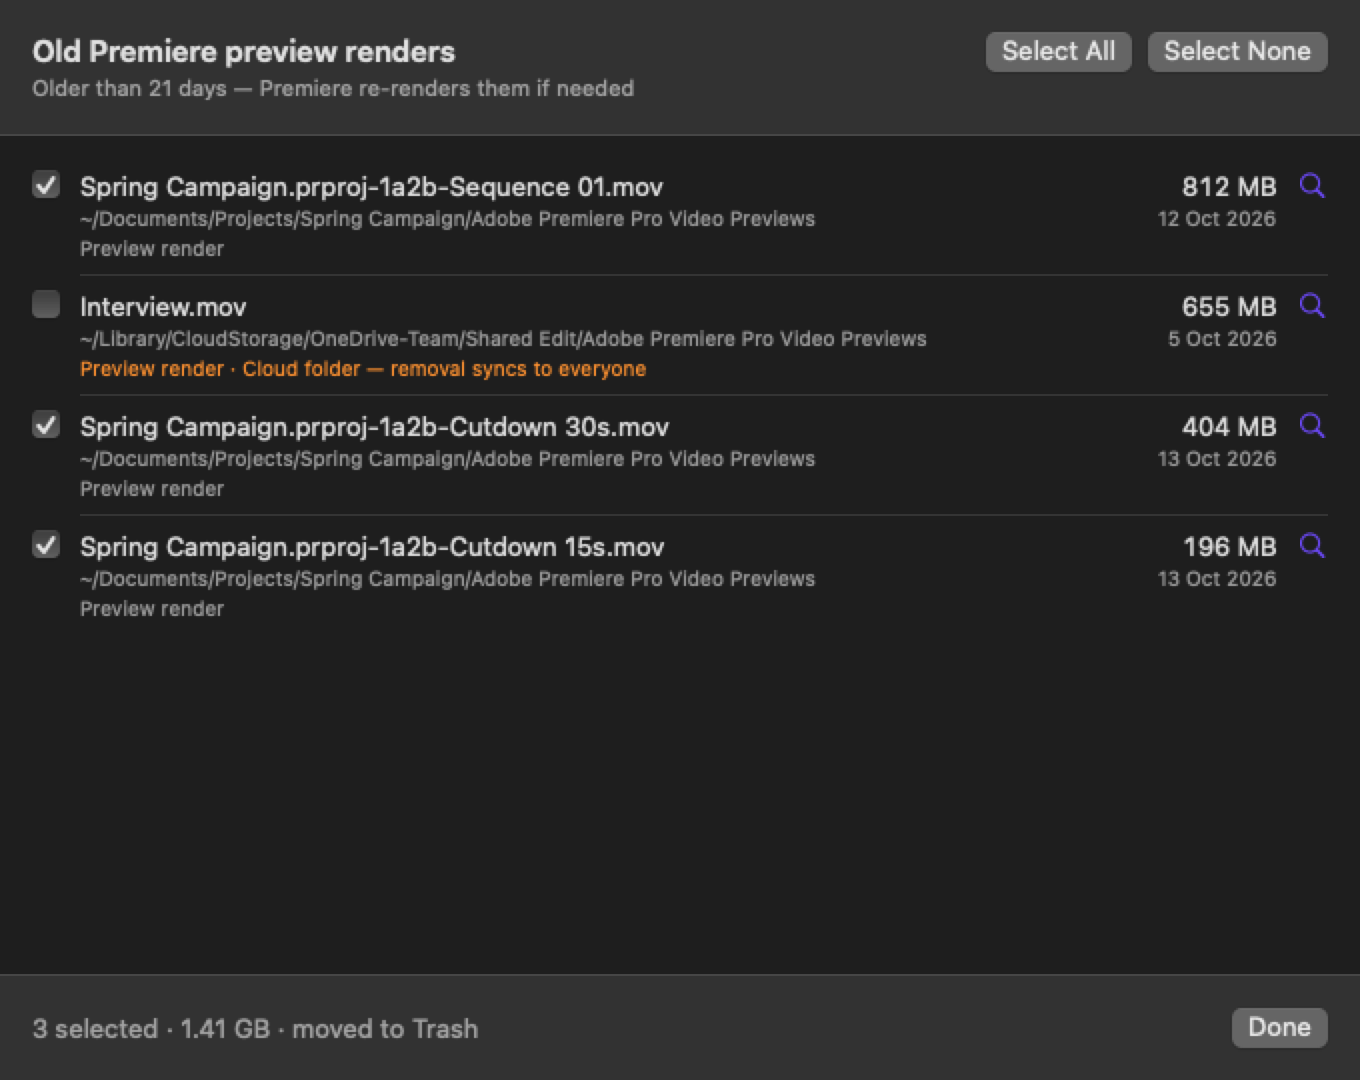 Old Premiere preview renders
Older than 21 days — Premiere re-renders them if needed
Select All
Select None
Spring Campaign.prproj-1a2b-Sequence 01.mov
812 MB
~/Documents/Projects/Spring Campaign/Adobe Premiere Pro Video Previews
12 Oct 2026
Preview render
Interview.mov
655 MB
~/Library/CloudStorage/OneDrive-Team/Shared Edit/Adobe Premiere Pro Video Previews
5 Oct 2026
Preview render · Cloud folder — removal syncs to everyone
Spring Campaign.prproj-1a2b-Cutdown 30s.mov
404 MB
~/Documents/Projects/Spring Campaign/Adobe Premiere Pro Video Previews
13 Oct 2026
Preview render
Spring Campaign.prproj-1a2b-Cutdown 15s.mov
196 MB
~/Documents/Projects/Spring Campaign/Adobe Premiere Pro Video Previews
13 Oct 2026
Preview render
3 selected · 1.41 GB · moved to Trash
Done